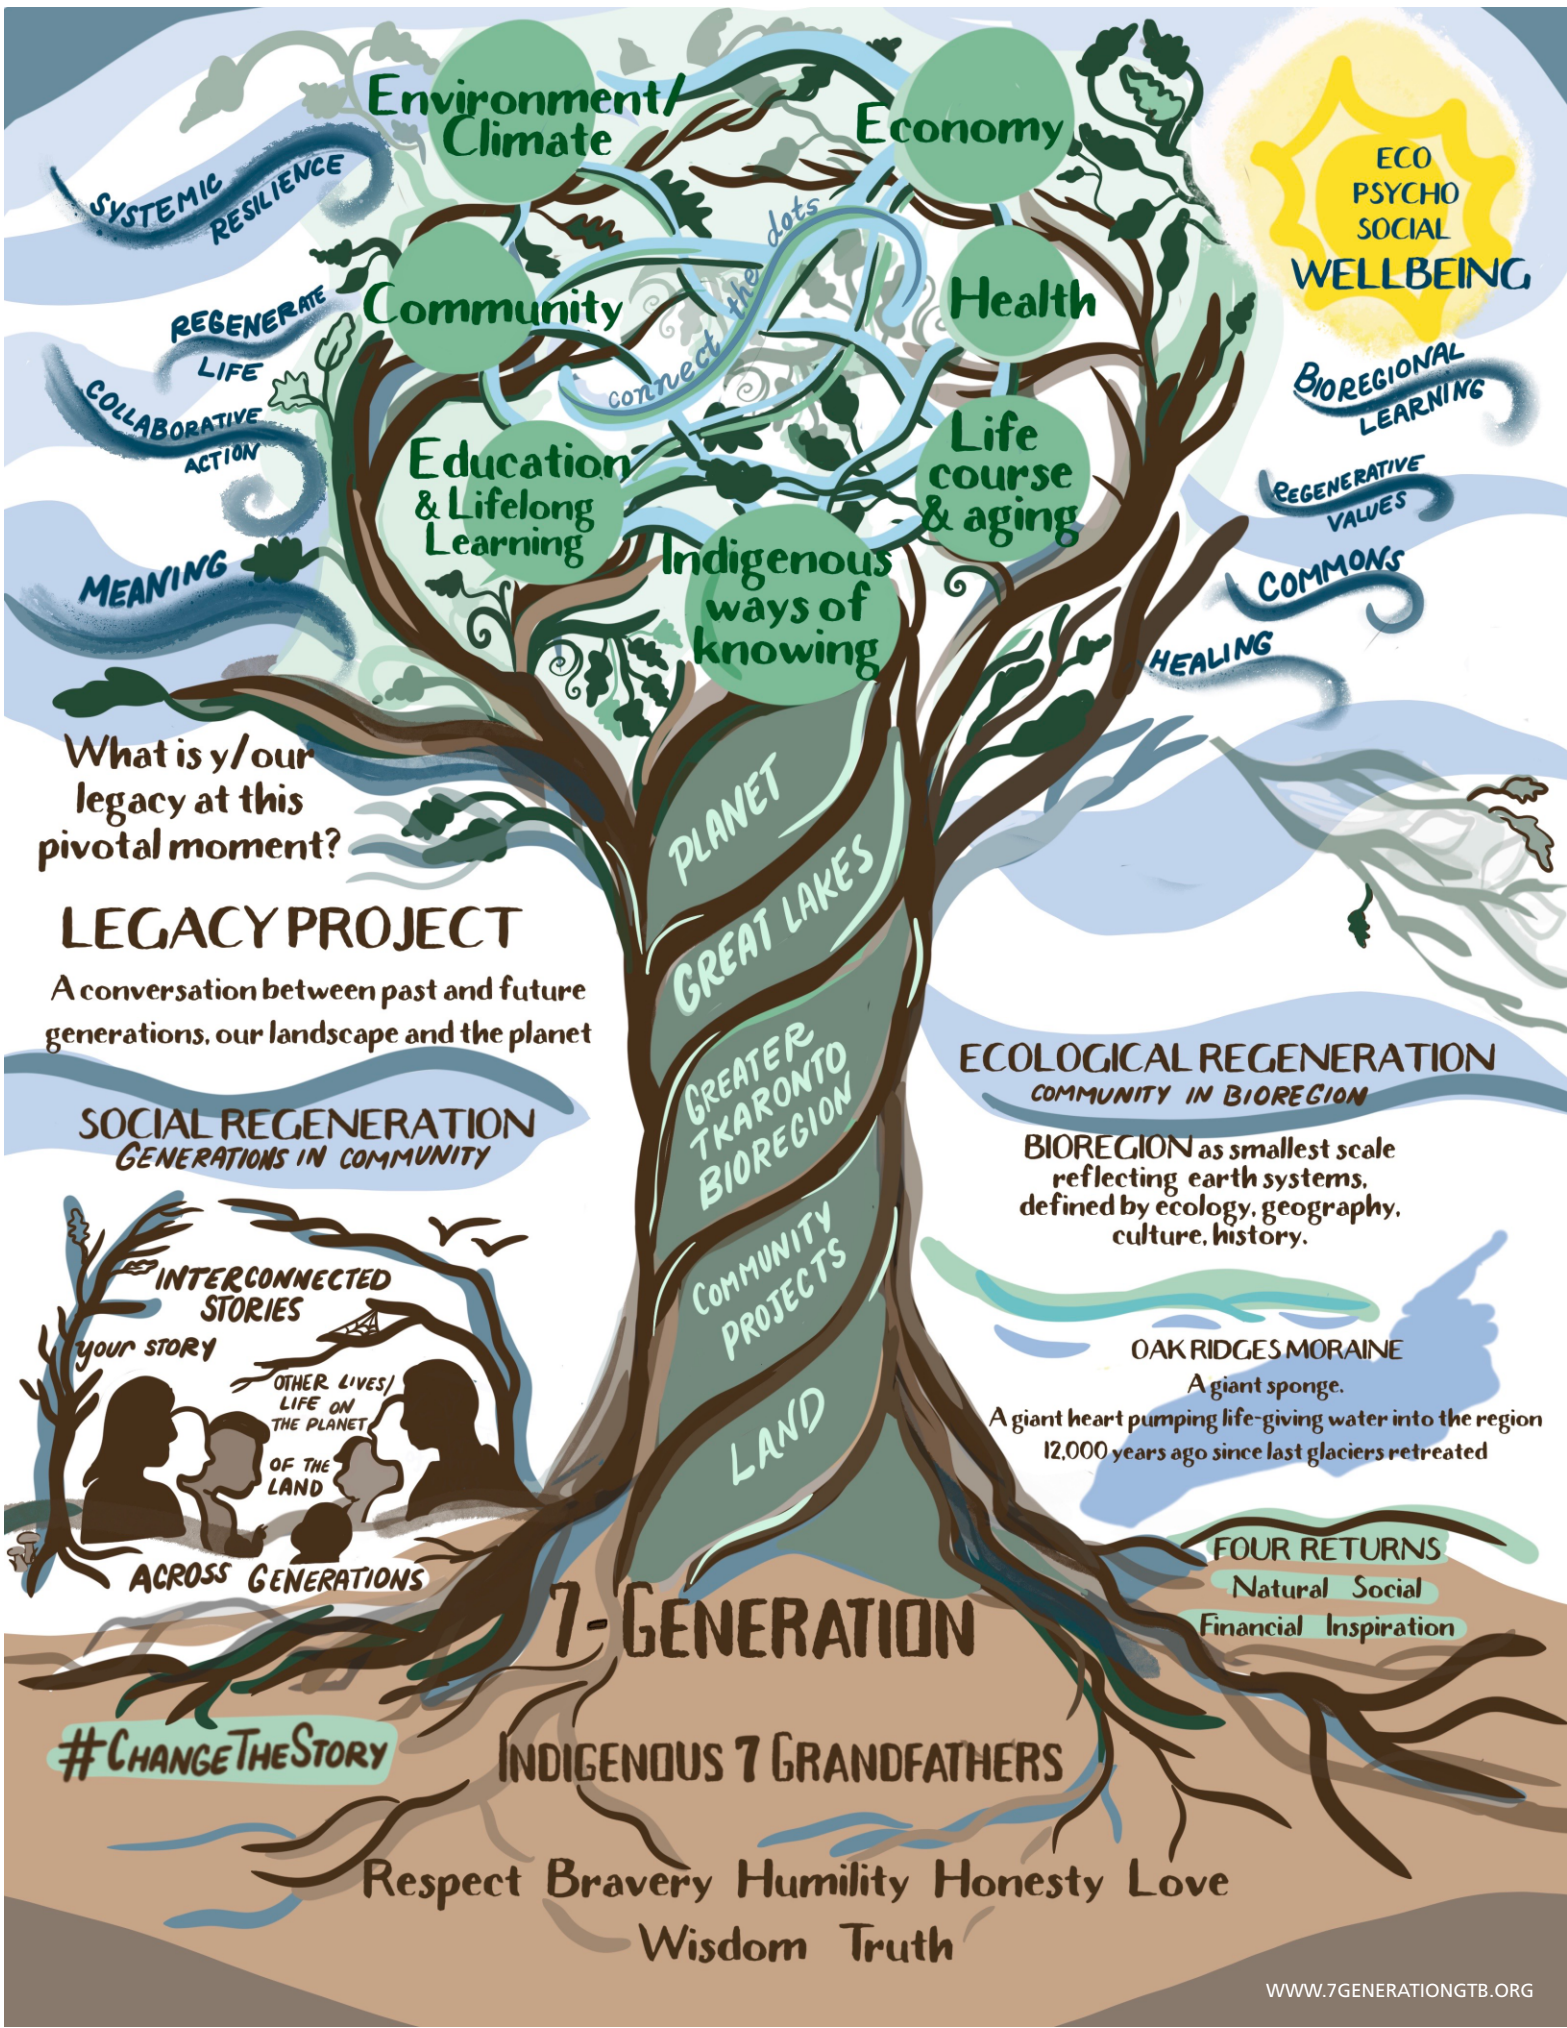 Environment/
Climate
Economy
ECO
PSYCHO
SOCIAL
WELLBEING
SYSTEMIC
RESILIENCE
connect the dots
Community
Health
REGENERATE
LIFE
COLLABORATIVE
ACTION
BIOREGIONAL
LEARNING
Education
& Lifelong
Learning
Life
course
& aging
REGENERATIVE
VALUES
Indigenous
ways of
knowing
MEANING
COMMONS
HEALING
What is y/our
legacy at this
pivotal moment?
LEGACY PROJECT
A conversation between past and future
generations, our landscape and the planet
PLANET
GREAT LAKES
GREATER
TKARONTO
BIOREGION
COMMUNITY
PROJECTS
LAND
SOCIAL REGENERATION
GENERATIONS IN COMMUNITY
INTERCONNECTED
STORIES
your STORY
OTHER LIVES/
LIFE ON
THE PLANET
OF THE
LAND
ACROSS GENERATIONS
ECOLOGICAL REGENERATION
COMMUNITY IN BIOREGION
BIOREGION as smallest scale
reflecting earth systems,
defined by ecology, geography,
culture, history.
OAK RIDGES MORAINE
A giant sponge.
A giant heart pumping life-giving water into the region
12,000 years ago since last glaciers retreated
FOUR RETURNS
Natural Social
Financial Inspiration
7-GENERATION
#CHANGETHESTORY
INDIGENOUS 7 GRANDFATHERS
Respect Bravery Humility Honesty Love
Wisdom Truth
WWW.7GENERATIONGTB.ORG